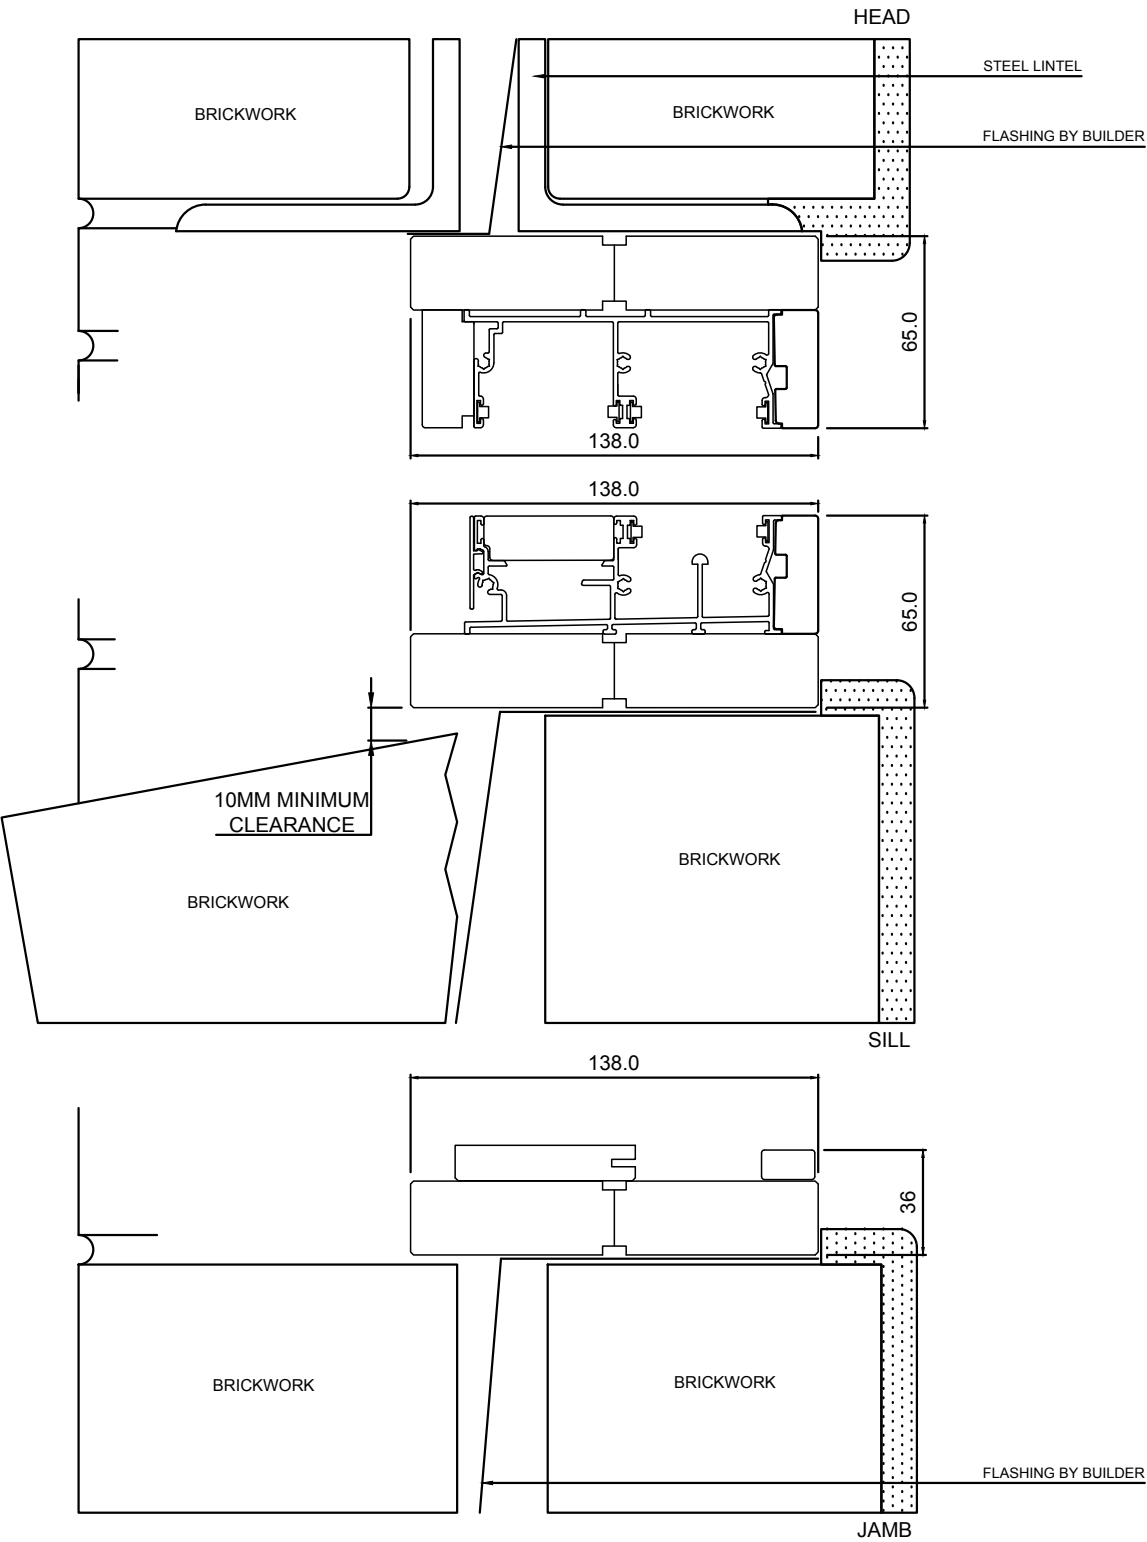 HEAD
STEEL LINTEL
BRICKWORK
BRICKWORK
FLASHING BY BUILDER
65.0
138.0
138.0
65.0
10MM MINIMUM
CLEARANCE
BRICKWORK
BRICKWORK
SILL
138.0
36
BRICKWORK
BRICKWORK
FLASHING BY BUILDER
JAMB